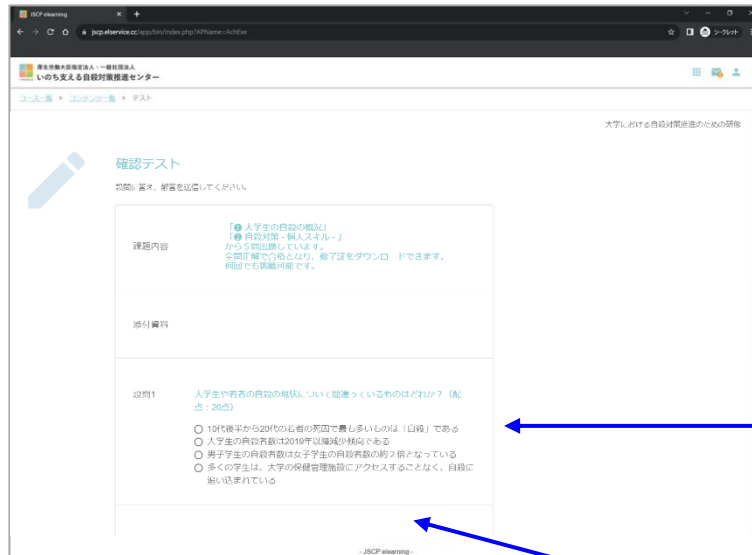 JSCP elearning
jscp.elservice.cc/app/bin/index.php?APName=AchExe
シークレット
厚生労働大臣指定法人・一般社団法人
いのち支える自殺対策推進センター
コース一覧 » コンテンツ一覧 » テスト
大学における自殺対策推進のための研修
確認テスト
設問に答え、解答を送信してください。
課題内容
「❶ 大学生の自殺の概況」
「❷ 自殺対策 - 個人スキル - 」
から5問出題しています。
全問正解で合格となり、修了証をダウンロードできます。
何回でも挑戦可能です。
添付資料
設問1
大学生や若者の自殺の現状について間違っているものはどれか？（配
点：20点）
10代後半から20代の若者の死因で最も多いものは「自殺」である
大学生の自殺者数は2019年以降減少傾向である
男子学生の自殺者数は女子学生の自殺者数の約2倍となっている
多くの学生は、大学の保健管理施設にアクセスすることなく、自殺に
追い込まれている
- JSCP elearning -